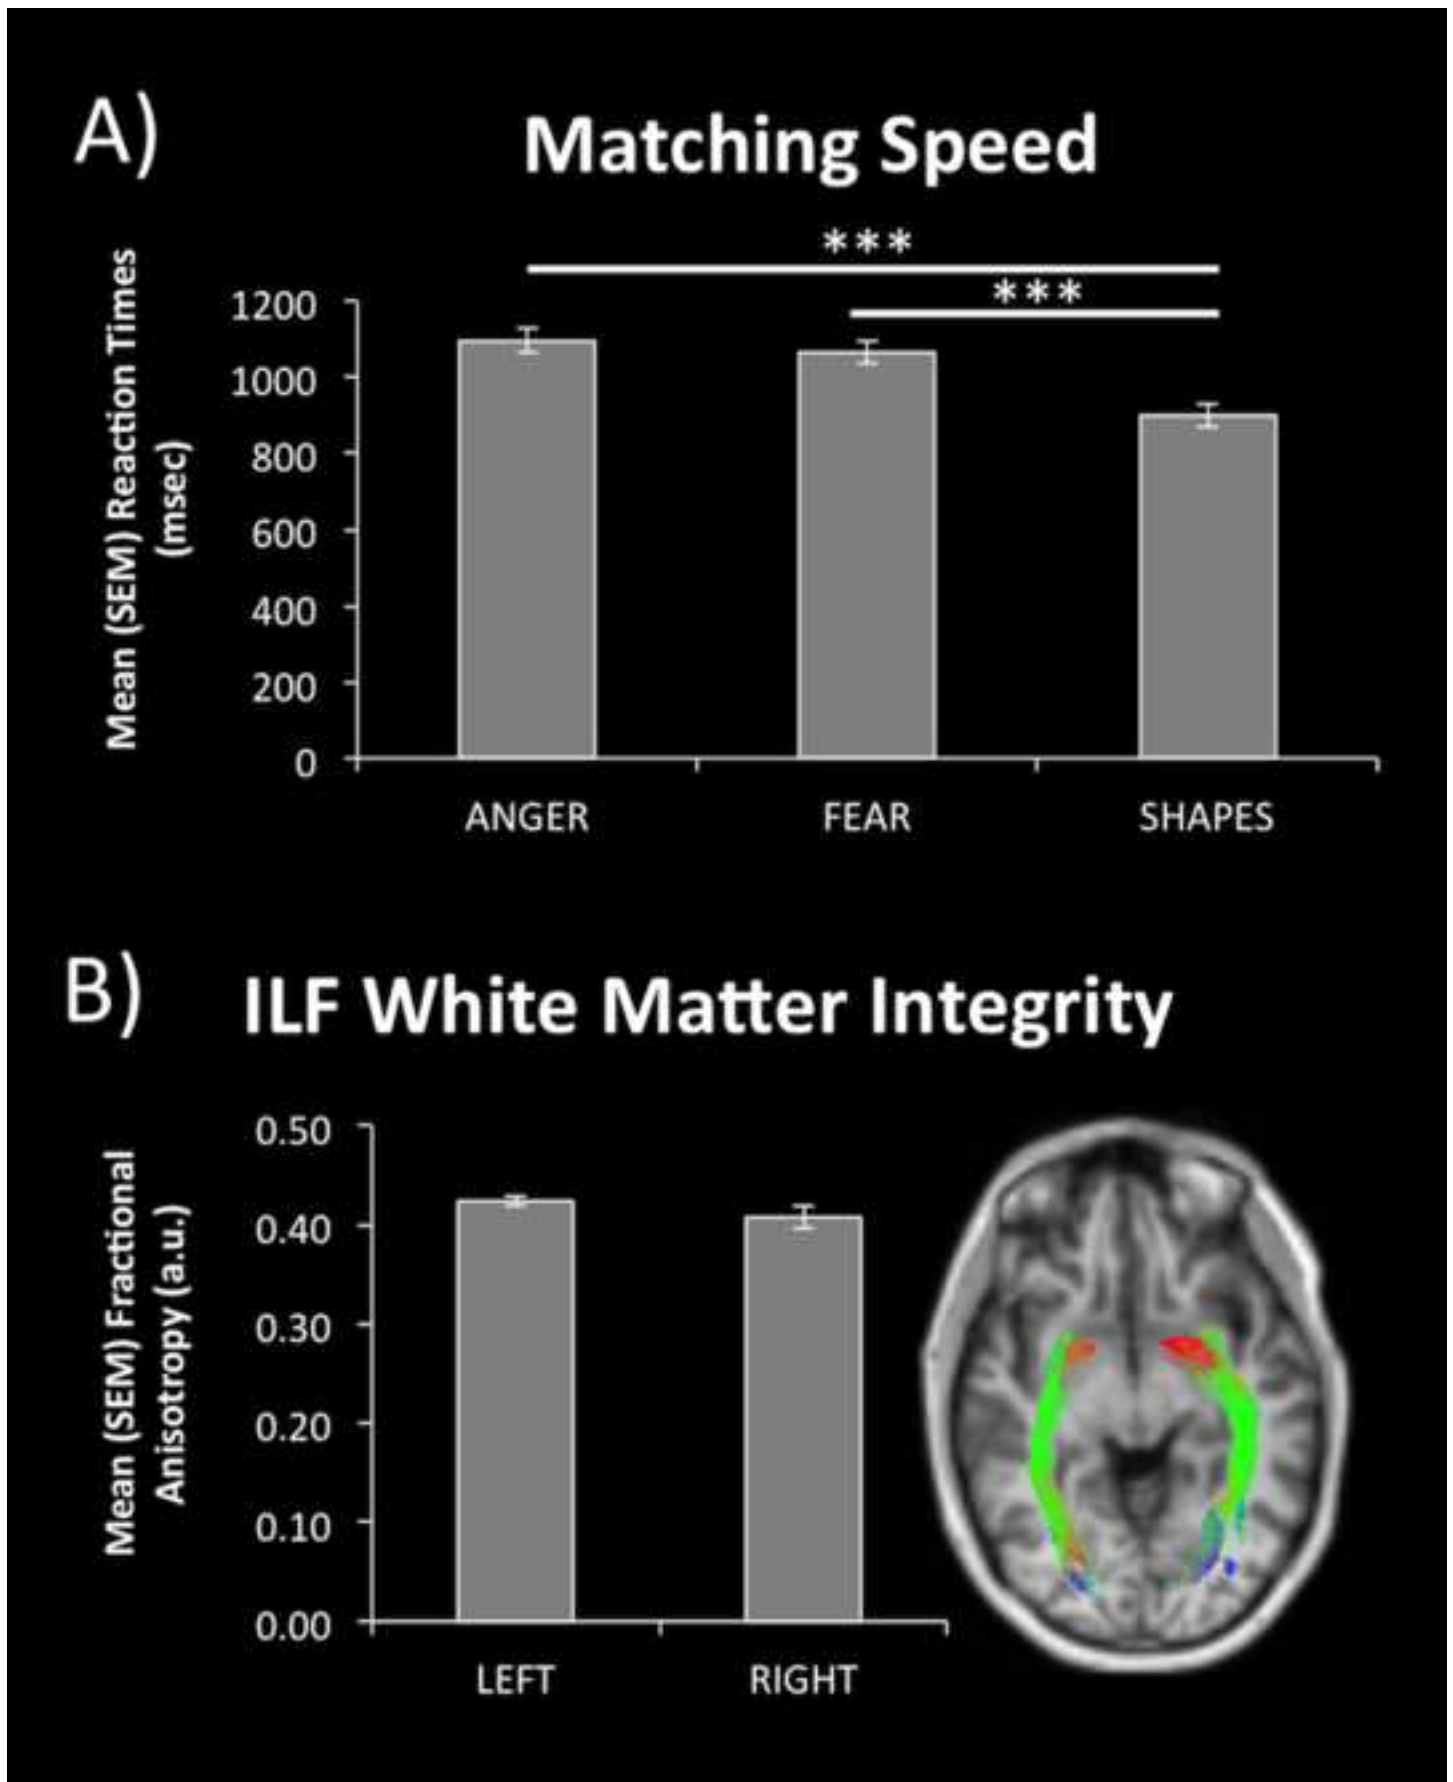 A)
Matching Speed
***
***
Mean (SEM) Reaction Times
(msec)
1200
1000
800
600
400
200
0
ANGER
FEAR
SHAPES
B)
ILF White Matter Integrity
Mean (SEM) Fractional
Anisotropy (a.u.)
0.50
0.40
0.30
0.20
0.10
0.00
LEFT
RIGHT